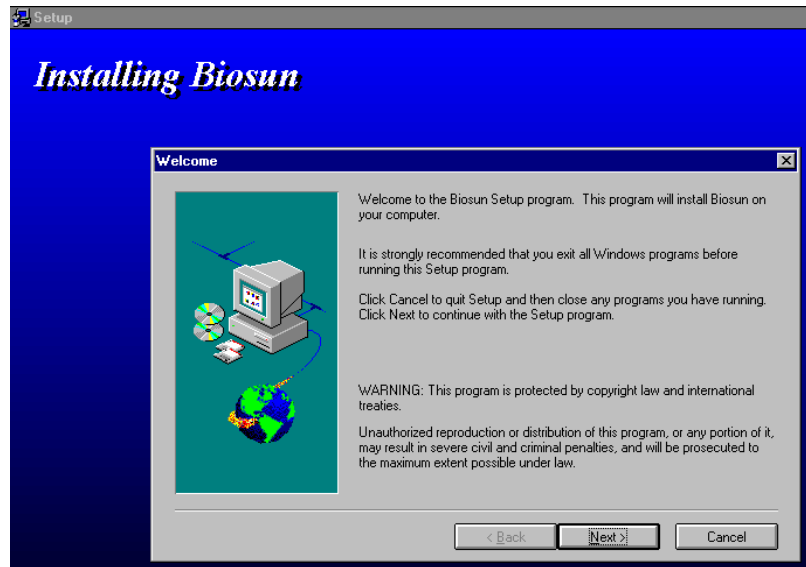 Setup
Installing Biosun
Welcome
Welcome to the Biosun Setup program.  This program will install Biosun on
your computer.
It is strongly recommended that you exit all Windows programs before
running this Setup program.
Click Cancel to quit Setup and then close any programs you have running.
Click Next to continue with the Setup program.
WARNING: This program is protected by copyright law and international
treaties.
Unauthorized reproduction or distribution of this program, or any portion of it,
may result in severe civil and criminal penalties, and will be prosecuted to
the maximum extent possible under law.
< Back Next > Cancel